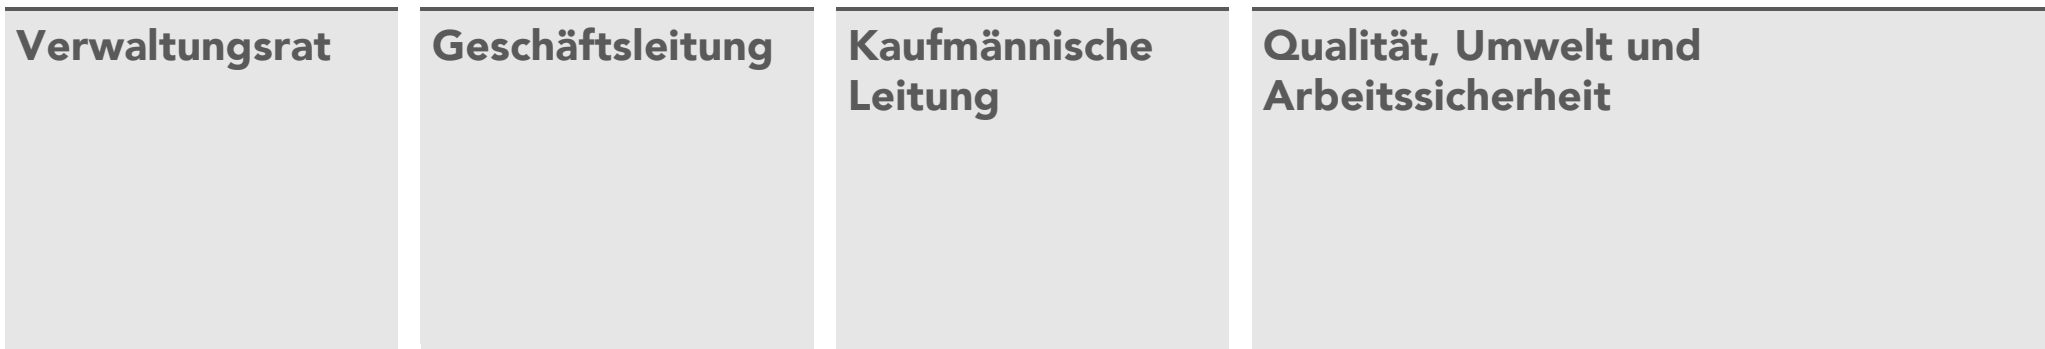 Verwaltungsrat
Geschäftsleitung
Kaufmännische
Leitung
Qualität, Umwelt und
Arbeitssicherheit